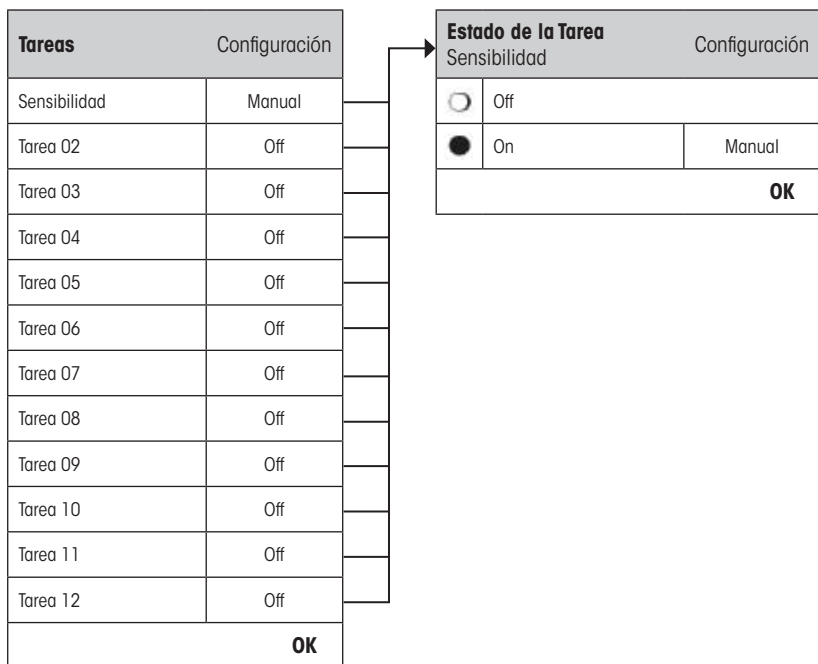 Tareas Configuración
Sensibilidad Manual
Tarea 02 Off
Tarea 03 Off
Tarea 04 Off
Tarea 05 Off
Tarea 06 Off
Tarea 07 Off
Tarea 08 Off
Tarea 09 Off
Tarea 10 Off
Tarea 11 Off
Tarea 12 Off
OK
Estado de la Tarea
Sensibilidad Configuración
Off
On Manual
OK